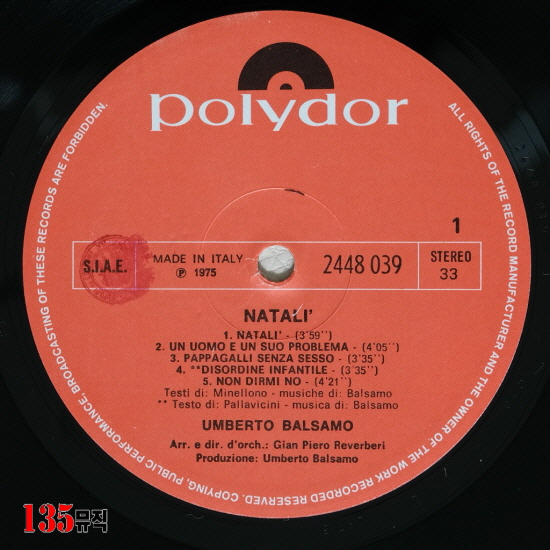 polydor
ALL RIGHTS OF THE RECORD MANUFACTURER AND THE OWNER OF THE WORK RECORDED RESERVED. COPYING, PUBLIC PERFORMANCE, BROADCASTING OF THESE RECORDS ARE FORBIDDEN.
1
S.I.A.E.
MADE IN ITALY
℗ 1975
2448 039
STEREO
33
NATALI'
1. NATALI' - (3'59'')
2. UN UOMO E UN SUO PROBLEMA - (4'05'')
3. PAPPAGALLI SENZA SESSO - (3'35'')
4. **DISORDINE INFANTILE - (3'35'')
5. NON DIRMI NO - (4'21'')
Testi di: Minellono - musiche di: Balsamo
** Testo di: Pallavicini - musica di: Balsamo
UMBERTO BALSAMO
Arr. e dir. d'orch.: Gian Piero Reverberi
Produzione: Umberto Balsamo
135뮤직